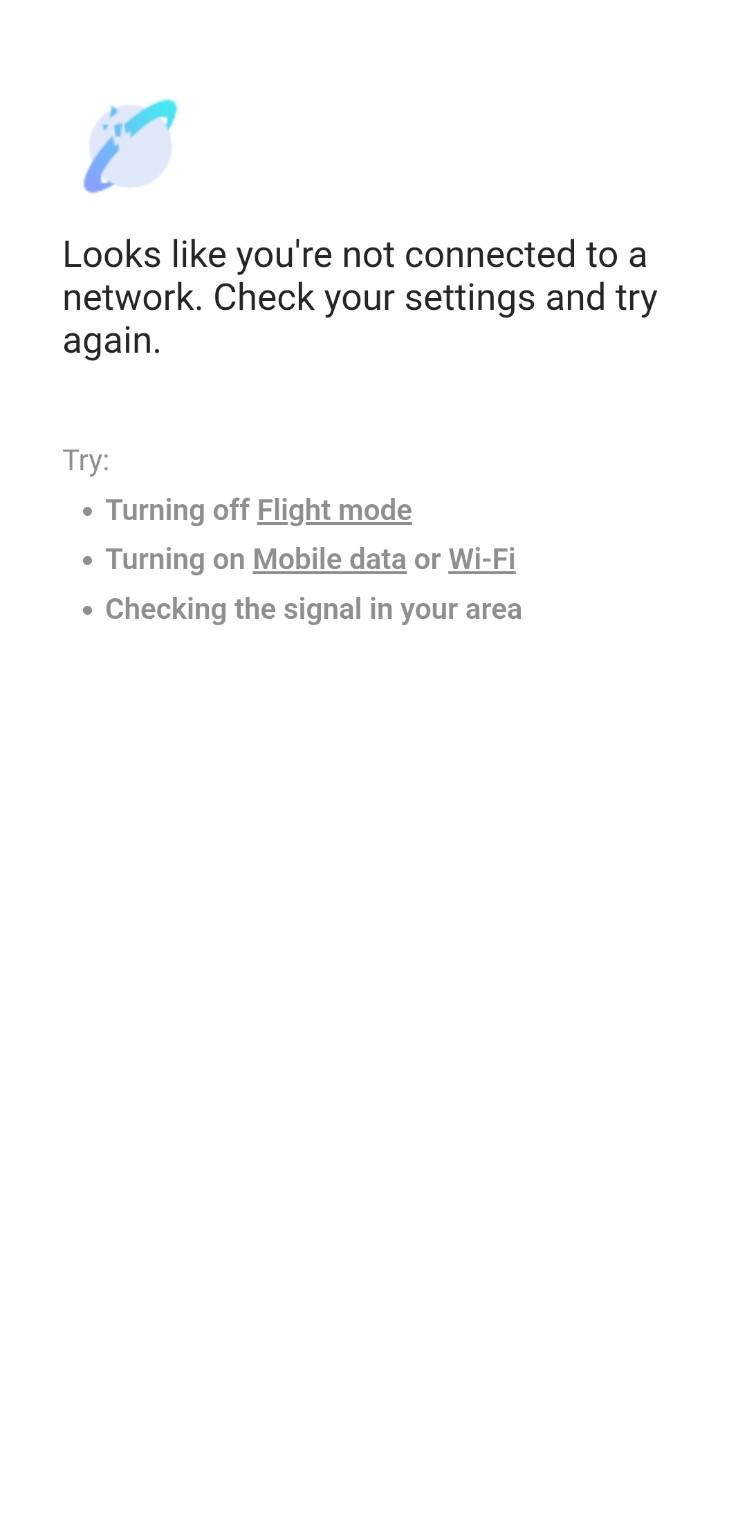 Looks like you're not connected to a
network. Check your settings and try
again.
Try:
• Turning off Flight mode
• Turning on Mobile data or Wi-Fi
• Checking the signal in your area